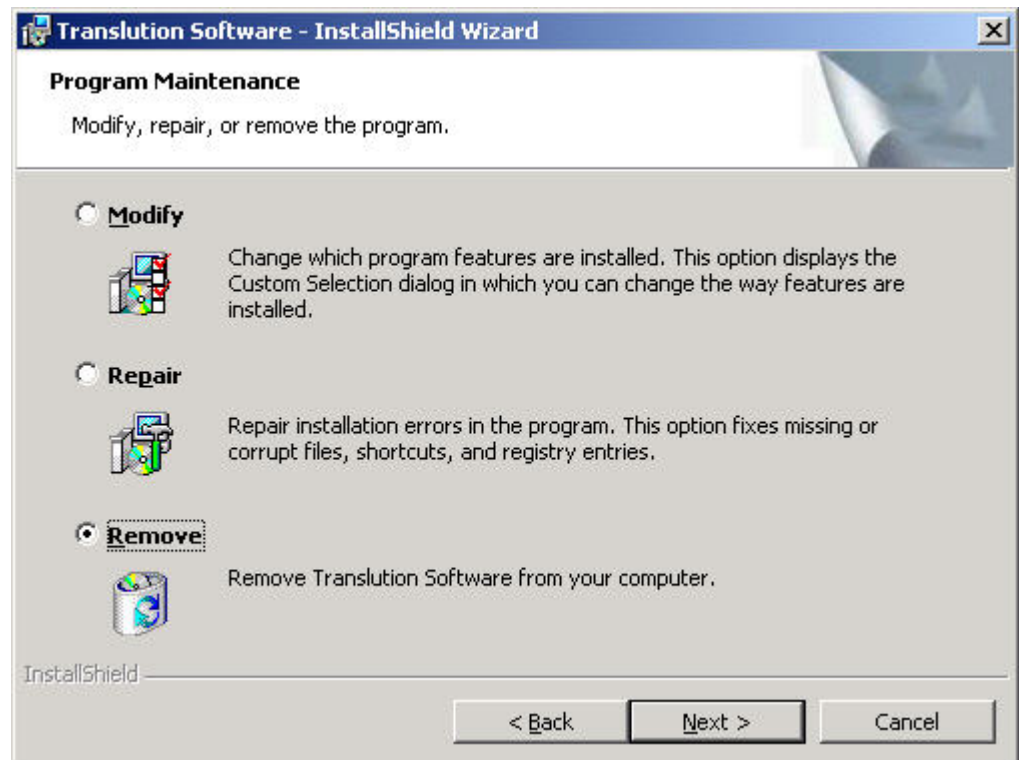 Translution Software - InstallShield Wizard
Program Maintenance
Modify, repair, or remove the program.
Modify
Change which program features are installed. This option displays the
Custom Selection dialog in which you can change the way features are
installed.
Repair
Repair installation errors in the program. This option fixes missing or
corrupt files, shortcuts, and registry entries.
Remove
Remove Translution Software from your computer.
InstallShield
< Back Next > Cancel